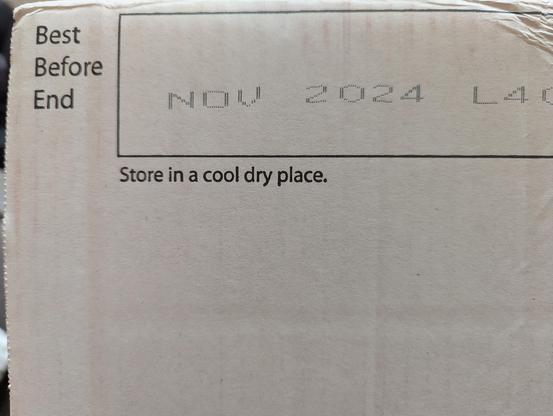 Best
Before
End
NOV 2024
Store in a cool dry place.